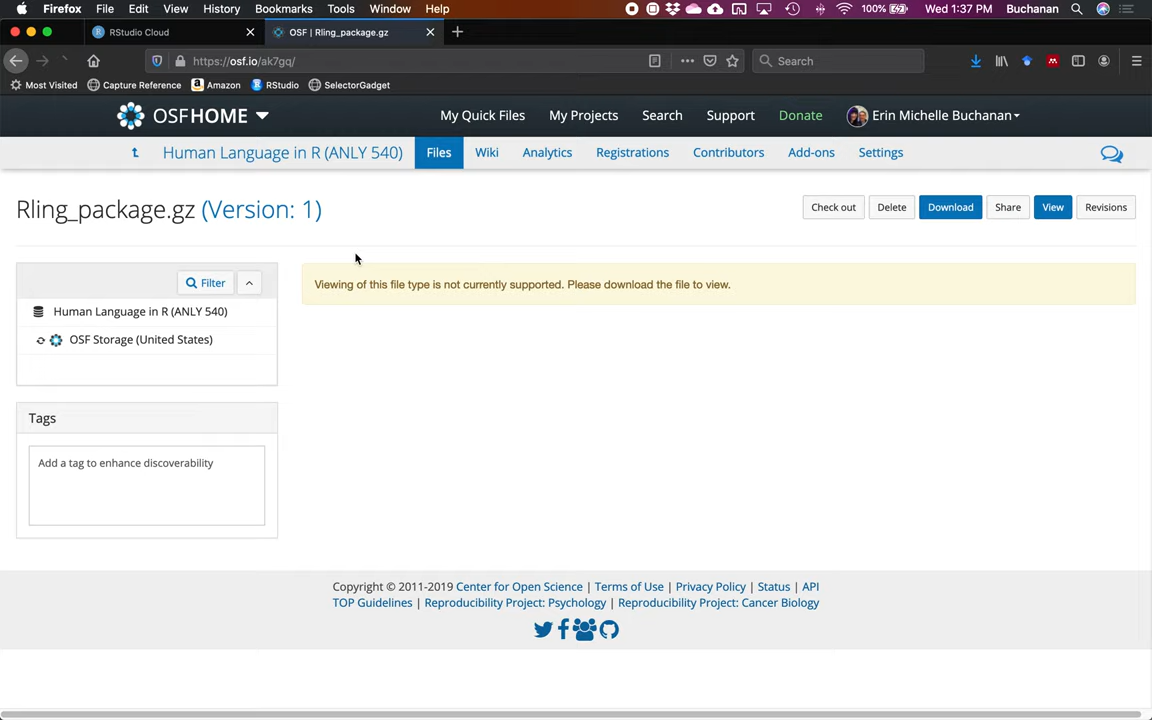 Firefox File Edit View History Bookmarks Tools Window Help 100% Wed 1:37 PM Buchanan
RStudio Cloud OSF | Rling_package.gz
https://osf.io/ak7gq/ Search
Most Visited Capture Reference Amazon RStudio SelectorGadget
OSFHOME My Quick Files My Projects Search Support Donate Erin Michelle Buchanan
Human Language in R (ANLY 540) Files Wiki Analytics Registrations Contributors Add-ons Settings
Rling_package.gz (Version: 1) Check out Delete Download Share View Revisions
Filter
Viewing of this file type is not currently supported. Please download the file to view.
Human Language in R (ANLY 540)
OSF Storage (United States)
Tags
Add a tag to enhance discoverability
Copyright © 2011-2019 Center for Open Science | Terms of Use | Privacy Policy | Status | API
TOP Guidelines | Reproducibility Project: Psychology | Reproducibility Project: Cancer Biology